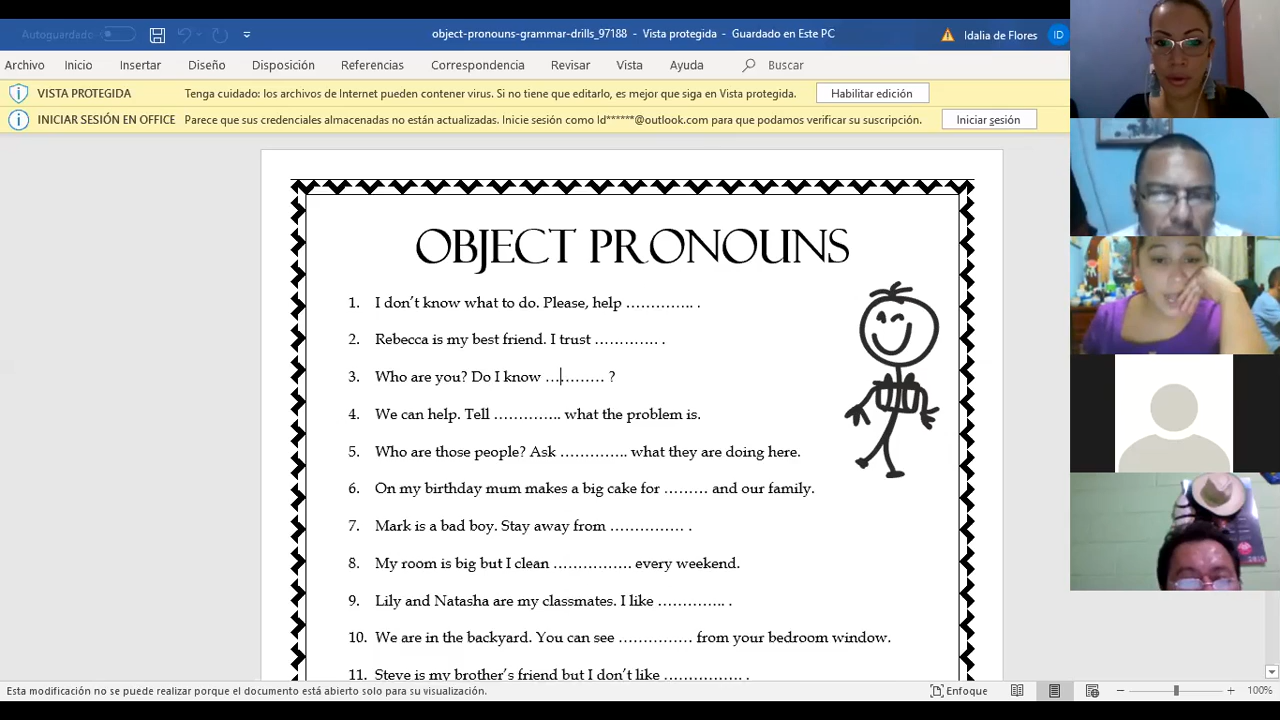 Autoguardado
object-pronouns-grammar-drills_97188 - Vista protegida - Guardado en Este PC
Idalia de Flores ID
Archivo Inicio Insertar Diseño Disposición Referencias Correspondencia Revisar Vista Ayuda Buscar
VISTA PROTEGIDA Tenga cuidado: los archivos de Internet pueden contener virus. Si no tiene que editarlo, es mejor que siga en Vista protegida. Habilitar edición
INICIAR SESIÓN EN OFFICE Parece que sus credenciales almacenadas no están actualizadas. Inicie sesión como Id******@outlook.com para que podamos verificar su suscripción. Iniciar sesión
OBJECT PRONOUNS
1. I don't know what to do. Please, help ………….. .
2. Rebecca is my best friend. I trust …………. .
3. Who are you? Do I know ………… ?
4. We can help. Tell ………….. what the problem is.
5. Who are those people? Ask ………….. what they are doing here.
6. On my birthday mum makes a big cake for ……… and our family.
7. Mark is a bad boy. Stay away from …………… .
8. My room is big but I clean ……………. every weekend.
9. Lily and Natasha are my classmates. I like ………….. .
10. We are in the backyard. You can see …………… from your bedroom window.
11. Steve is my brother's friend but I don't like ……………. .
Esta modificación no se puede realizar porque el documento está abierto solo para su visualización.
Enfoque
100%